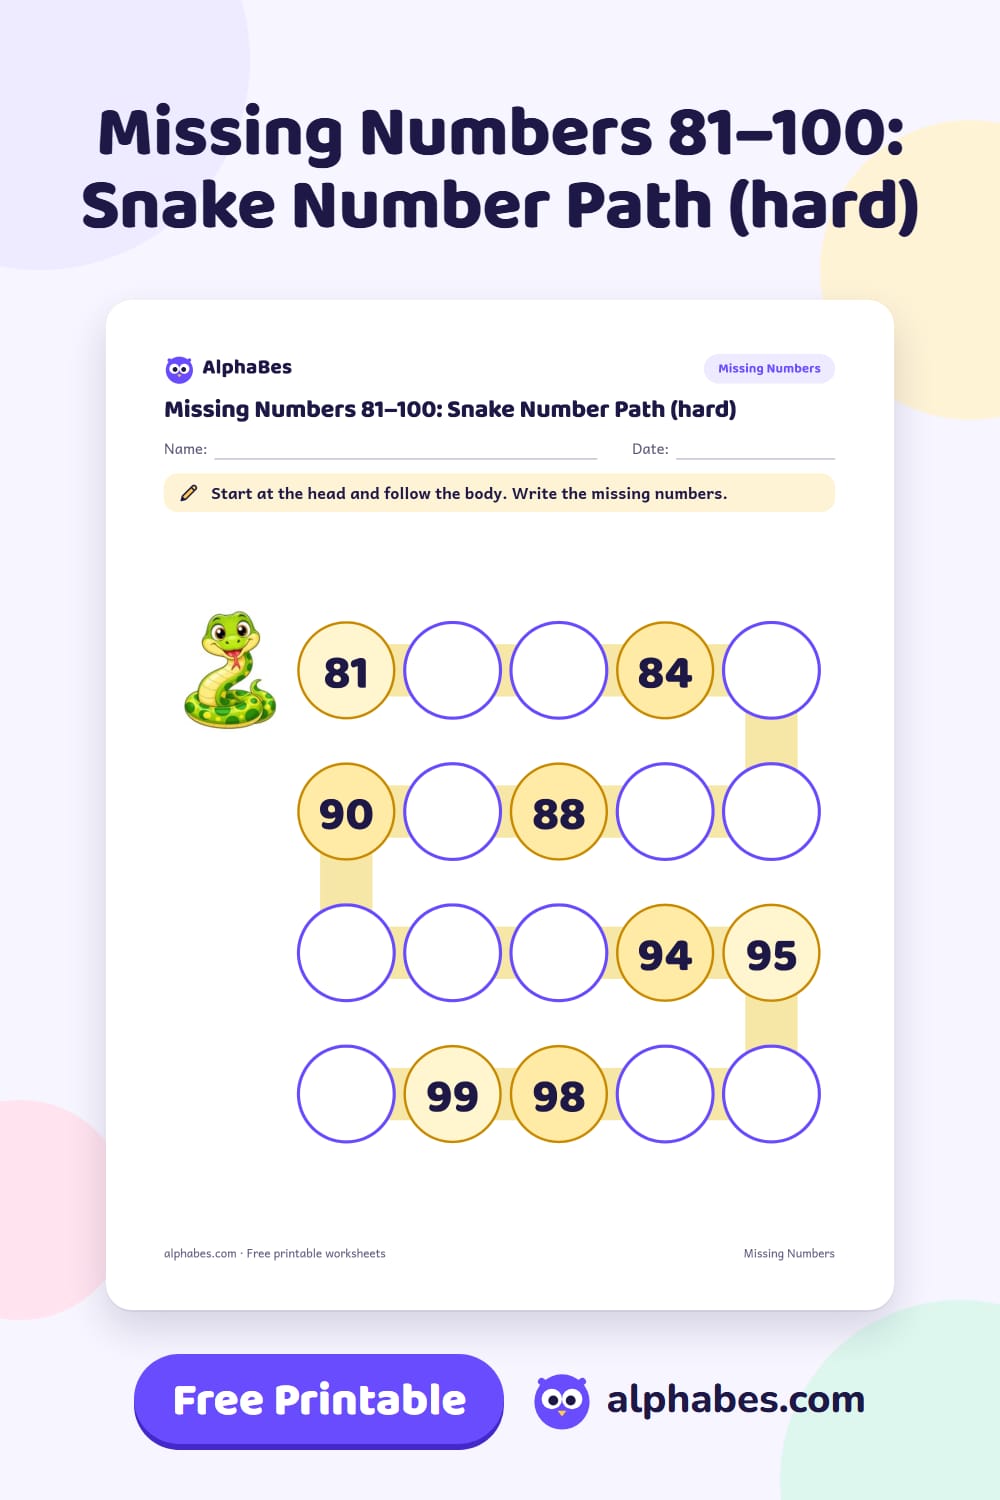 Missing Numbers 81–100:
Snake Number Path (hard)
AlphaBes
Missing Numbers
Missing Numbers 81–100: Snake Number Path (hard)
Name:
Date:
Start at the head and follow the body. Write the missing numbers.
81 84
90 88
94 95
99 98
alphabes.com · Free printable worksheets
Missing Numbers
Free Printable
alphabes.com